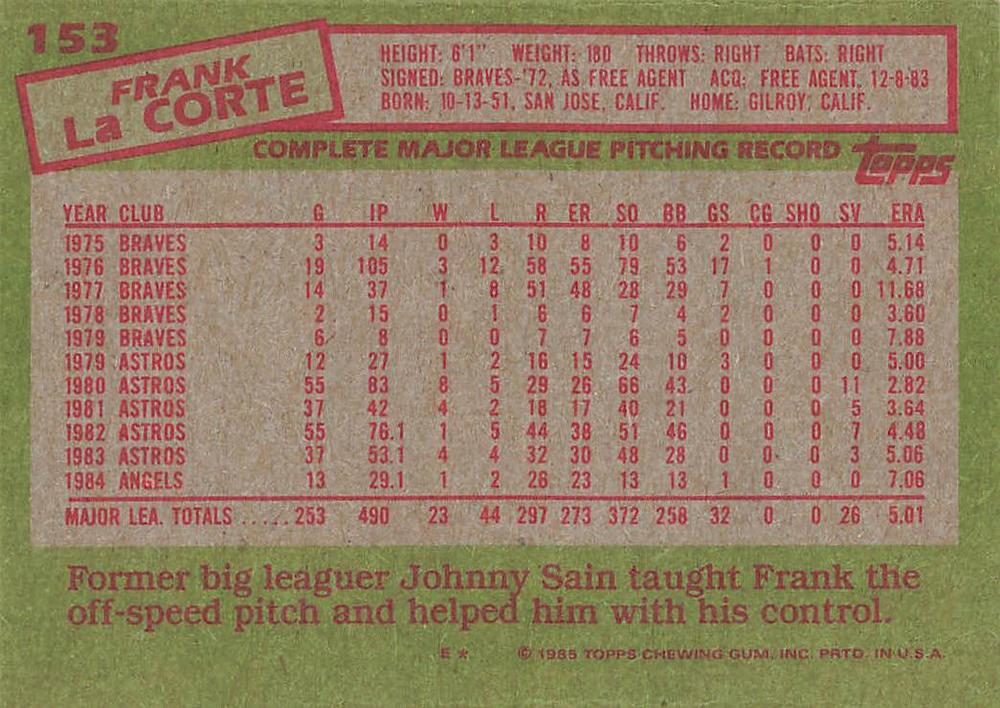 153
FRANK
La CORTE
HEIGHT: 6'1" WEIGHT: 180 THROWS: RIGHT BATS: RIGHT
SIGNED: BRAVES-'72, AS FREE AGENT ACQ: FREE AGENT, 12-8-83
BORN: 10-13-51, SAN JOSE, CALIF. HOME: GILROY, CALIF.
COMPLETE MAJOR LEAGUE PITCHING RECORD topps
YEAR CLUB G IP W L R ER SO BB GS CG SHO SV ERA
1975 BRAVES 3 14 0 3 10 8 10 6 2 0 0 0 5.14
1976 BRAVES 19 105 3 12 58 55 79 53 17 1 0 0 4.71
1977 BRAVES 14 37 1 8 51 48 28 29 7 0 0 0 11.68
1978 BRAVES 2 15 0 1 6 6 7 4 2 0 0 0 3.60
1979 BRAVES 6 8 0 0 7 7 6 5 0 0 0 0 7.88
1979 ASTROS 12 27 1 2 16 15 24 10 3 0 0 0 5.00
1980 ASTROS 55 83 8 5 29 26 66 43 0 0 0 11 2.82
1981 ASTROS 37 42 4 2 18 17 40 21 0 0 0 5 3.64
1982 ASTROS 55 76.1 1 5 44 38 51 46 0 0 0 7 4.48
1983 ASTROS 37 53.1 4 4 32 30 48 28 0 0 0 3 5.06
1984 ANGELS 13 29.1 1 2 26 23 13 13 1 0 0 0 7.06
MAJOR LEA. TOTALS ..... 253 490 23 44 297 273 372 258 32 0 0 26 5.01
Former big leaguer Johnny Sain taught Frank the
off-speed pitch and helped him with his control.
E * © 1985 TOPPS CHEWING GUM, INC. PRTD. IN U.S.A.